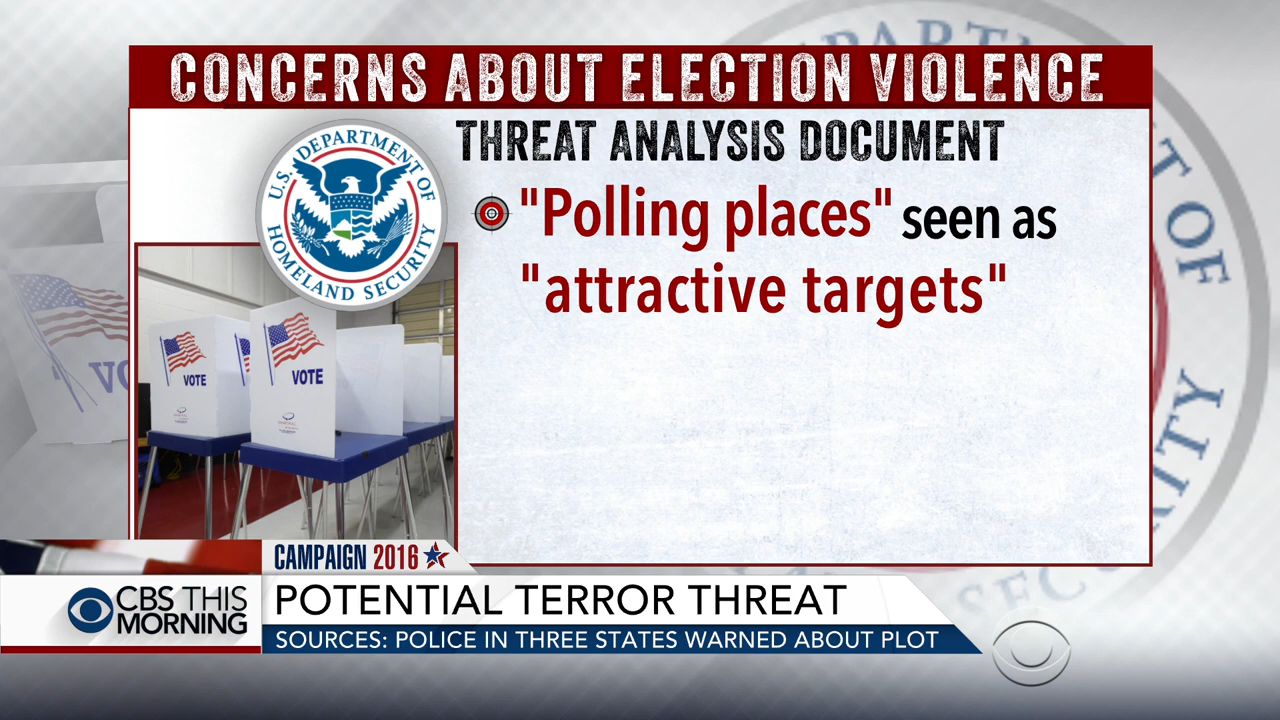 CONCERNS ABOUT ELECTION VIOLENCE
THREAT ANALYSIS DOCUMENT
U.S. DEPARTMENT OF
HOMELAND SECURITY
"Polling places" seen as
"attractive targets"
VOTE
VOTE
CAMPAIGN 2016
CBS THIS
MORNING
POTENTIAL TERROR THREAT
SOURCES: POLICE IN THREE STATES WARNED ABOUT PLOT